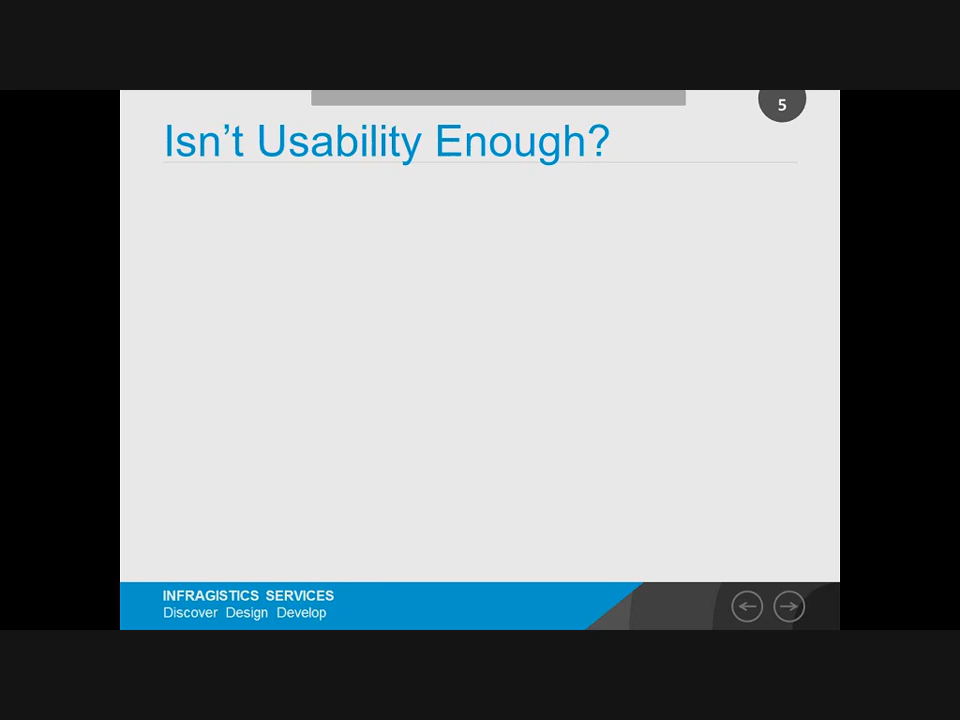 5
Isn’t Usability Enough?
INFRAGISTICS SERVICES
Discover Design Develop